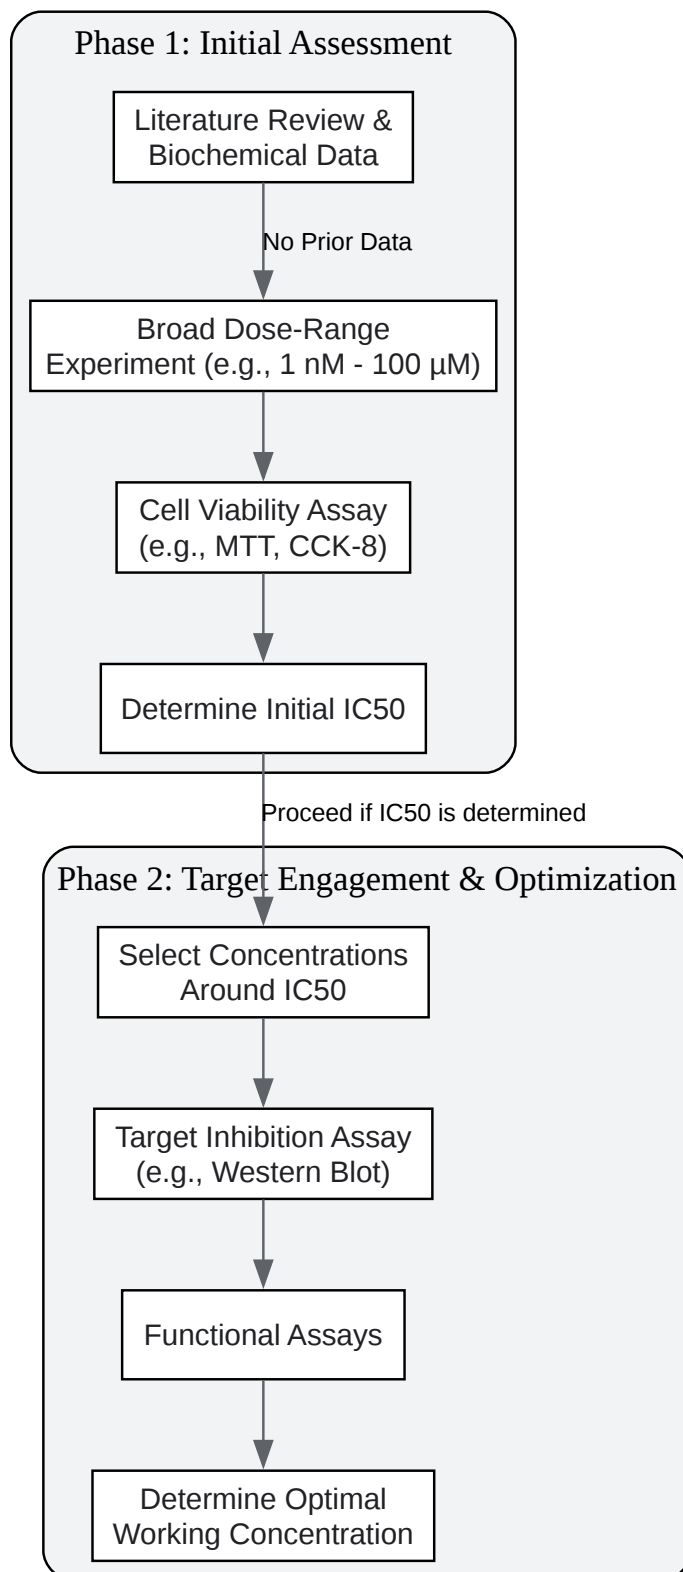 Phase 1: Initial Assessment
Literature Review &
Biochemical Data
No Prior Data
Broad Dose-Range
Experiment (e.g., 1 nM - 100 µM)
Cell Viability Assay
(e.g., MTT, CCK-8)
Determine Initial IC50
Proceed if IC50 is determined
Phase 2: Target Engagement & Optimization
Select Concentrations
Around IC50
Target Inhibition Assay
(e.g., Western Blot)
Functional Assays
Determine Optimal
Working Concentration